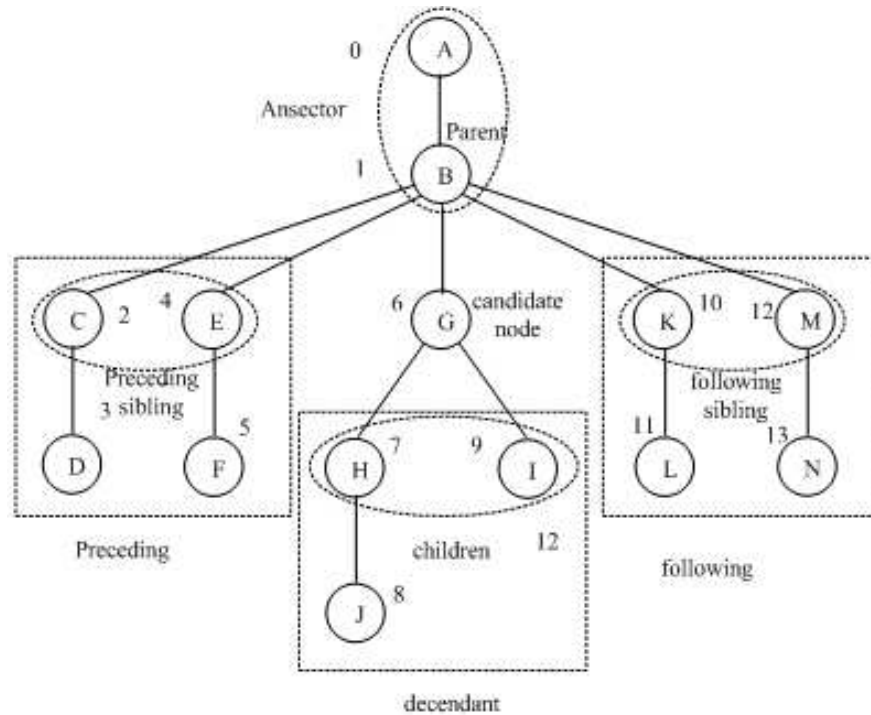 0
A
Ansector
Parent
1
B
C
2
4
E
6
G
candidate
node
K
10
12
M
Preceding
3 sibling
following
sibling
D
5
F
7
H
9
I
11
L
13
N
Preceding
children
12
following
J
8
decendant